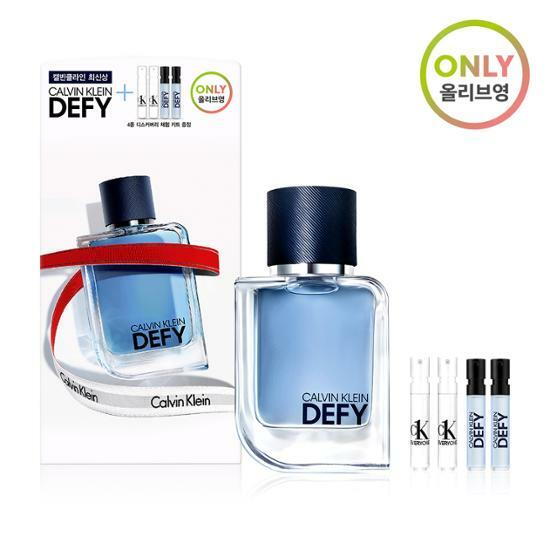 캘빈클라인 최신상
CALVIN KLEIN
DEFY
+
CK
CK
4종 디스커버리 체험 키트 증정
ONLY
올리브영
ONLY
올리브영
CALVIN KLEIN
DEFY
Calvin Klein
CALVIN KLEIN
DEFY
CK
EVERYONE
CK
EVERYONE
CALVIN KLEIN
DEFY
CALVIN KLEIN
DEFY